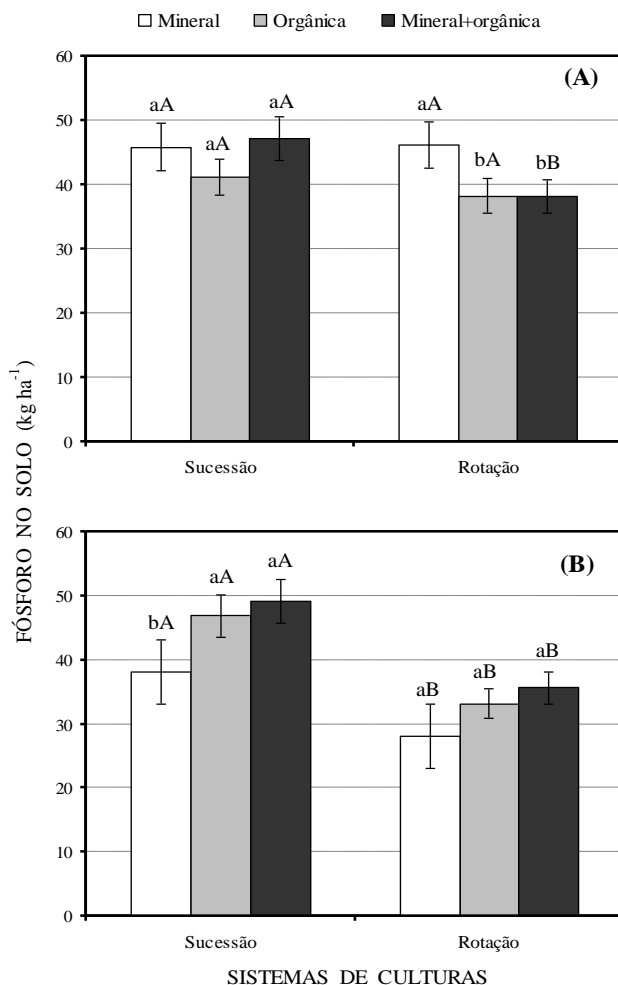 Mineral Orgânica Mineral+orgânica
60
50
40
30
20
10
0
(A)
aA aA aA aA bA bB
Sucessão Rotação
FÓSFORO NO SOLO (kg ha⁻¹)
60
50
40
30
20
10
0
(B)
bA aA aA aB aB aB
Sucessão Rotação
SISTEMAS DE CULTURAS